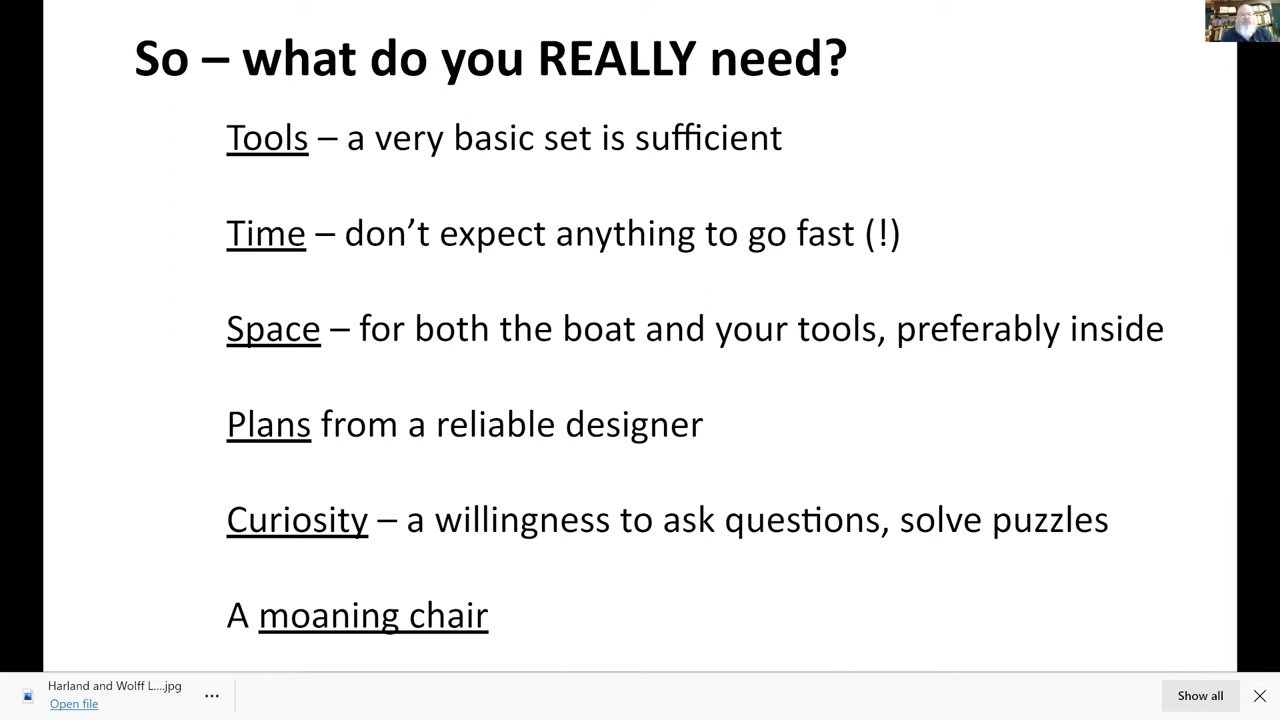 So – what do you REALLY need?
Tools – a very basic set is sufficient
Time – don’t expect anything to go fast (!)
Space – for both the boat and your tools, preferably inside
Plans from a reliable designer
Curiosity – a willingness to ask questions, solve puzzles
A moaning chair
Harland and Wolff L....jpg
Open file
Show all